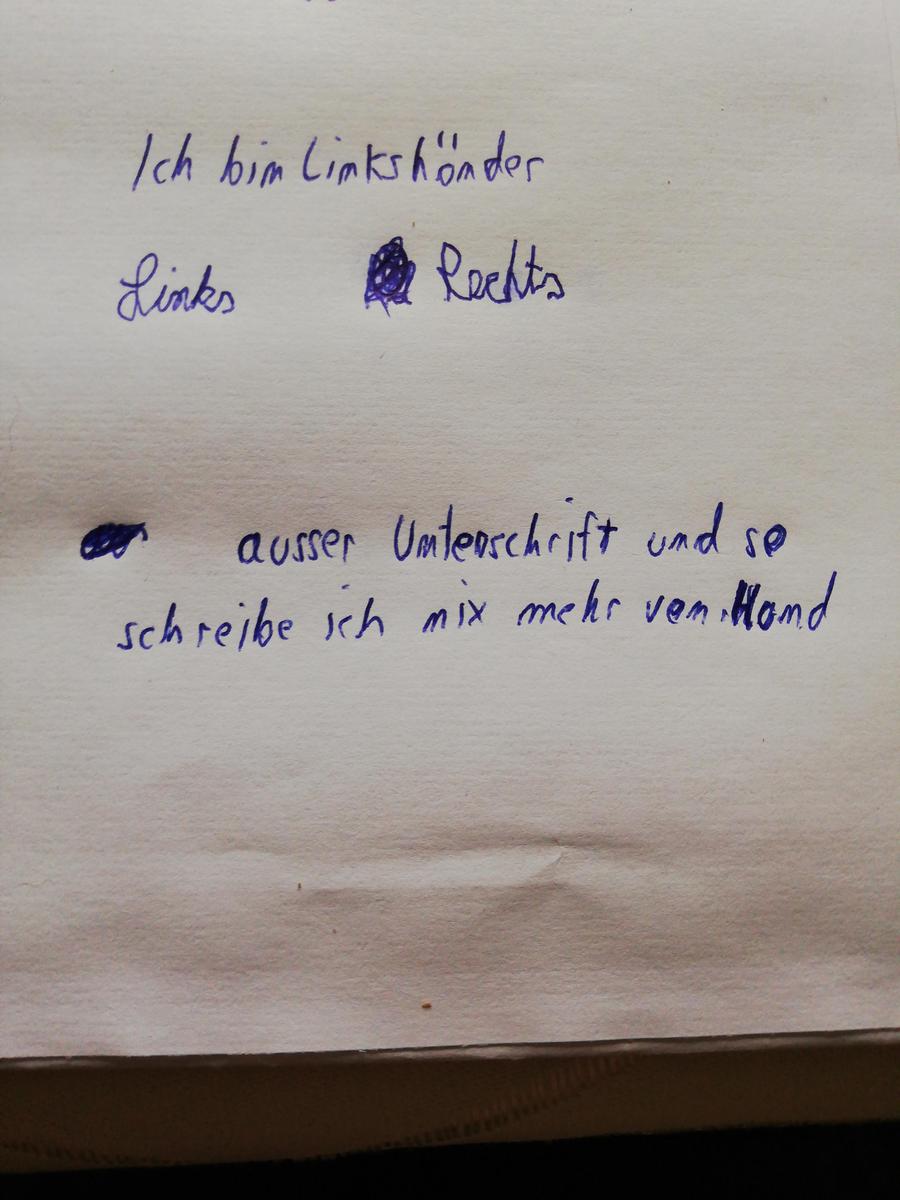 Ich bin Linkshänder
Links Rechts
ausser Unterschrift und so
schreibe ich nix mehr von Hand